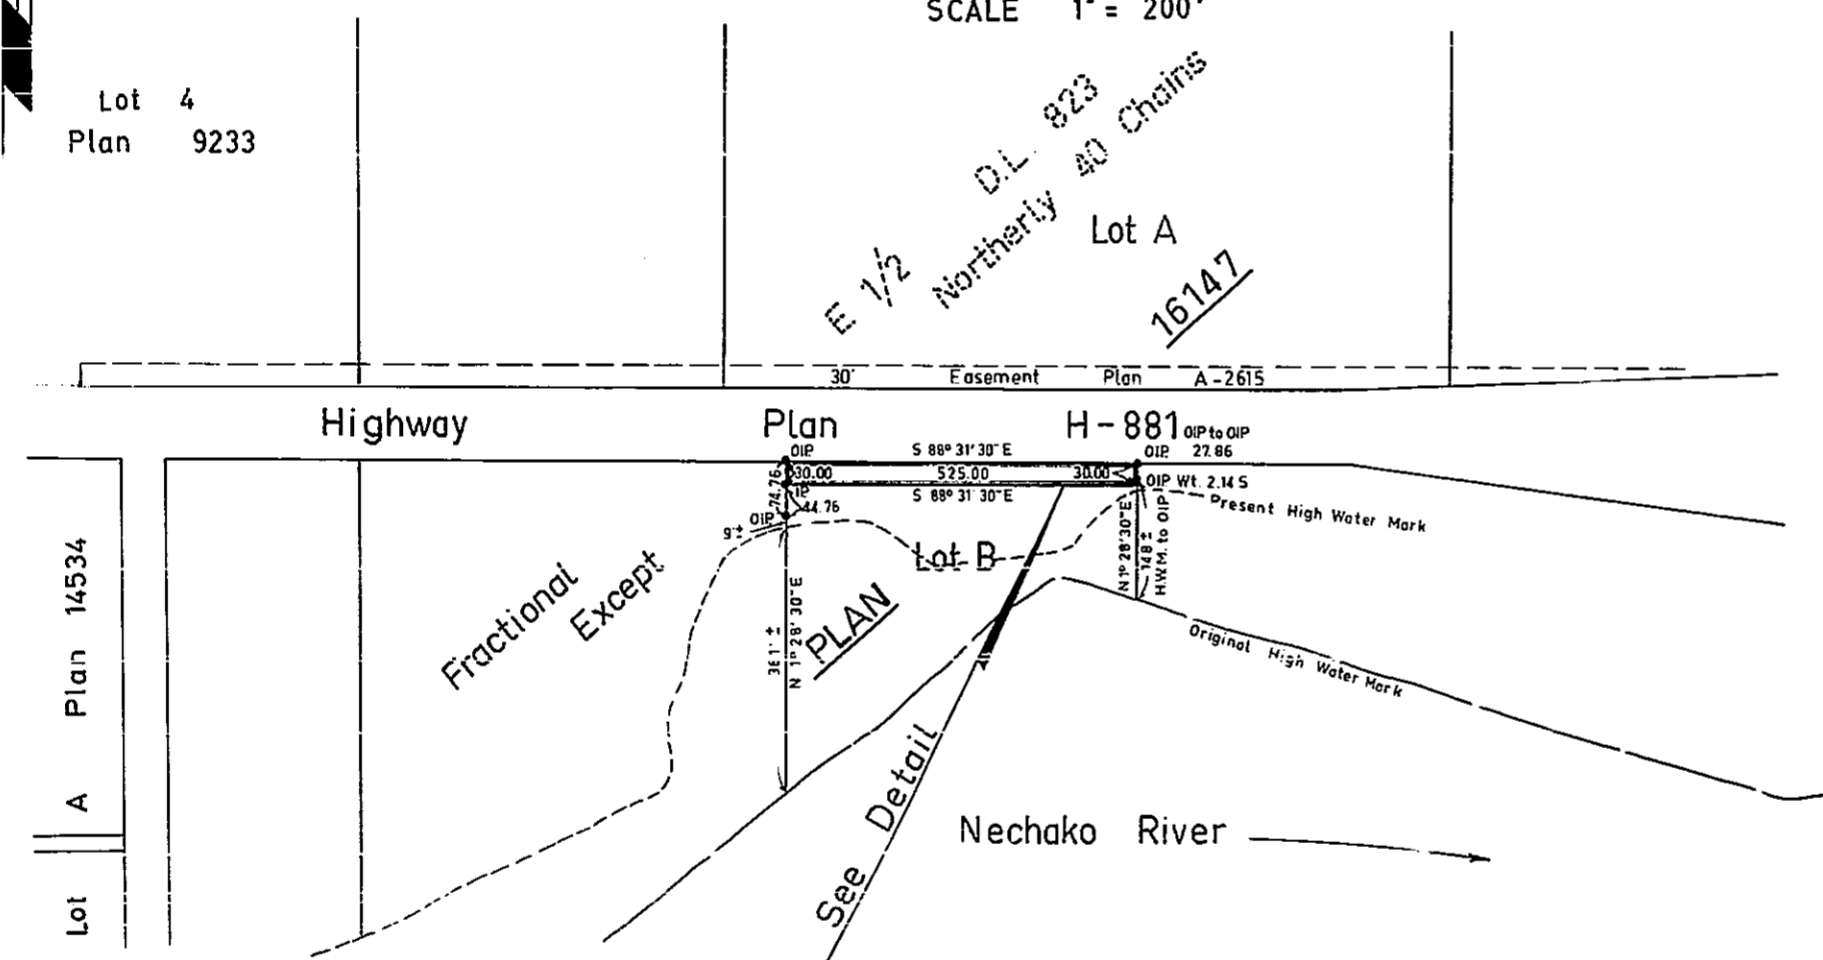 SCALE 1" = 200'
Lot 4
Plan 9233
D.L. 823
E 1/2 Northerly 40 Chains
Lot A
16147
30' Easement Plan A-2615
Highway Plan H-881
OIP to OIP
27.86
OIP
S 88° 31' 30" E
OIP
30.00
525.00
30.00
74.76
IP
S 88° 31' 30" E
OIP Wt. 2.14 S
44.76
OIP
9'±
Present High Water Mark
Lot B
N 1° 28' 30" E
148 ±
H.W.M. to OIP
Fractional
Except
PLAN
361' ±
N 1° 28' 30" E
Original High Water Mark
Lot A Plan 14534
See Detail
Nechako River